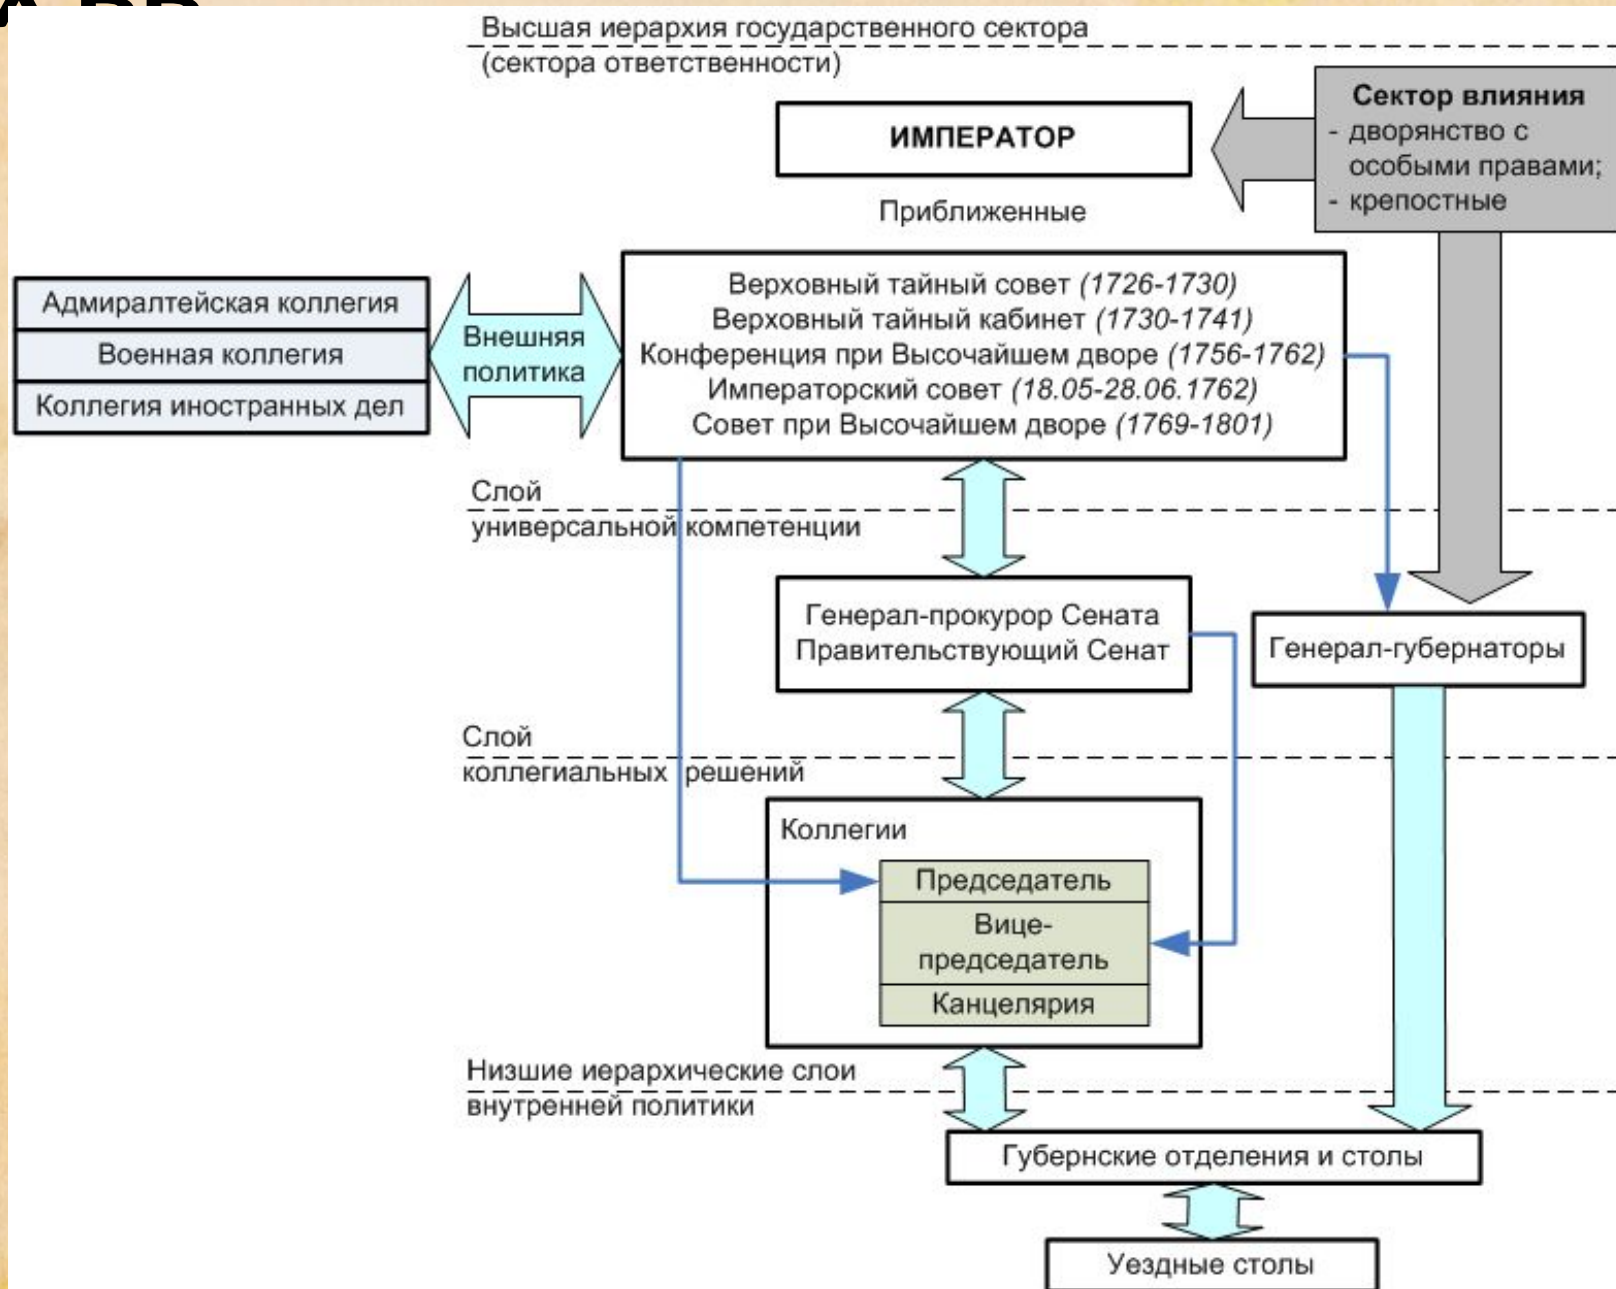 Высшая иерархия государственного сектора
(сектора ответственности)
Сектор влияния
- дворянство с
особыми правами;
- крепостные
ИМПЕРАТОР
Приближенные
Адмиралтейская коллегия
Военная коллегия
Коллегия иностранных дел
Внешняя
политика
Верховный тайный совет (1726-1730)
Верховный тайный кабинет (1730-1741)
Конференция при Высочайшем дворе (1756-1762)
Императорский совет (18.05-28.06.1762)
Совет при Высочайшем дворе (1769-1801)
Слой
универсальной компетенции
Генерал-прокурор Сената
Правительствующий Сенат
Генерал-губернаторы
Слой
коллегиальных решений
Коллегии
Председатель
Вице-
председатель
Канцелярия
Низшие иерархические слои
внутренней политики
Губернские отделения и столы
Уездные столы